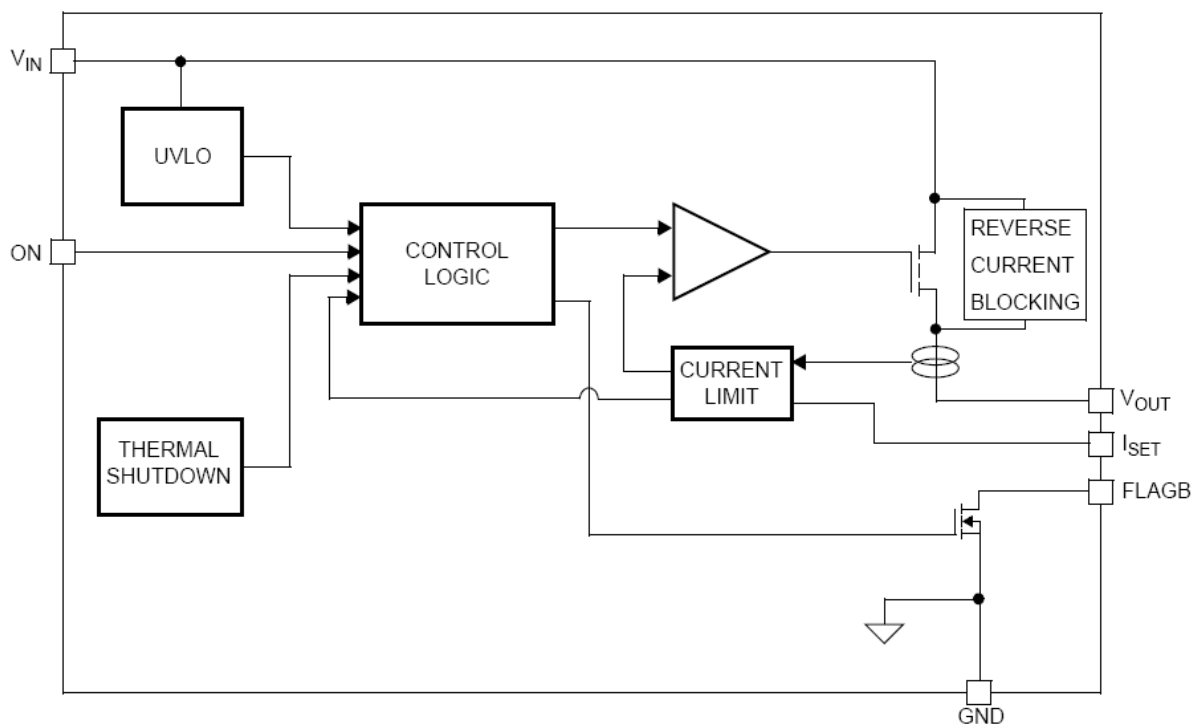 VIN
UVLO
ON
CONTROL
LOGIC
REVERSE
CURRENT
BLOCKING
CURRENT
LIMIT
VOUT
ISET
THERMAL
SHUTDOWN
FLAGB
GND